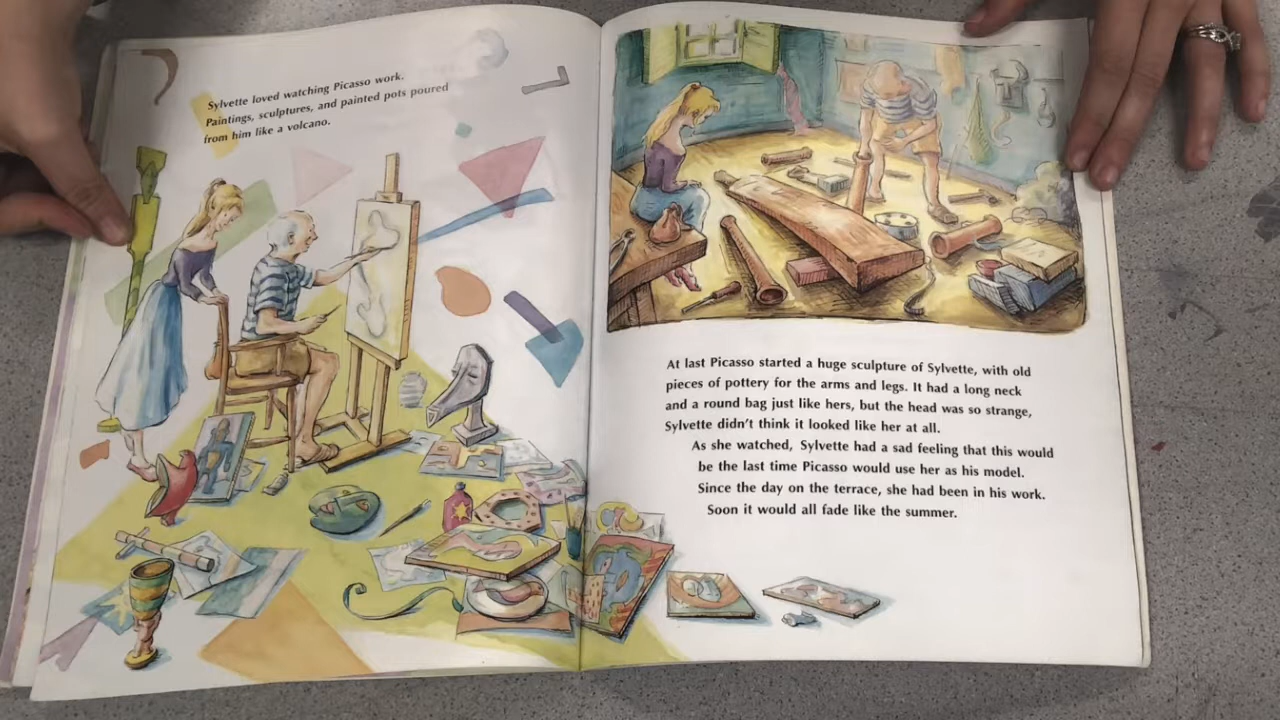 Sylvette loved watching Picasso work.
Paintings, sculptures, and painted pots poured
from him like a volcano.
At last Picasso started a huge sculpture of Sylvette, with old
pieces of pottery for the arms and legs. It had a long neck
and a round bag just like hers, but the head was so strange,
Sylvette didn't think it looked like her at all.
As she watched, Sylvette had a sad feeling that this would
be the last time Picasso would use her as his model.
Since the day on the terrace, she had been in his work.
Soon it would all fade like the summer.